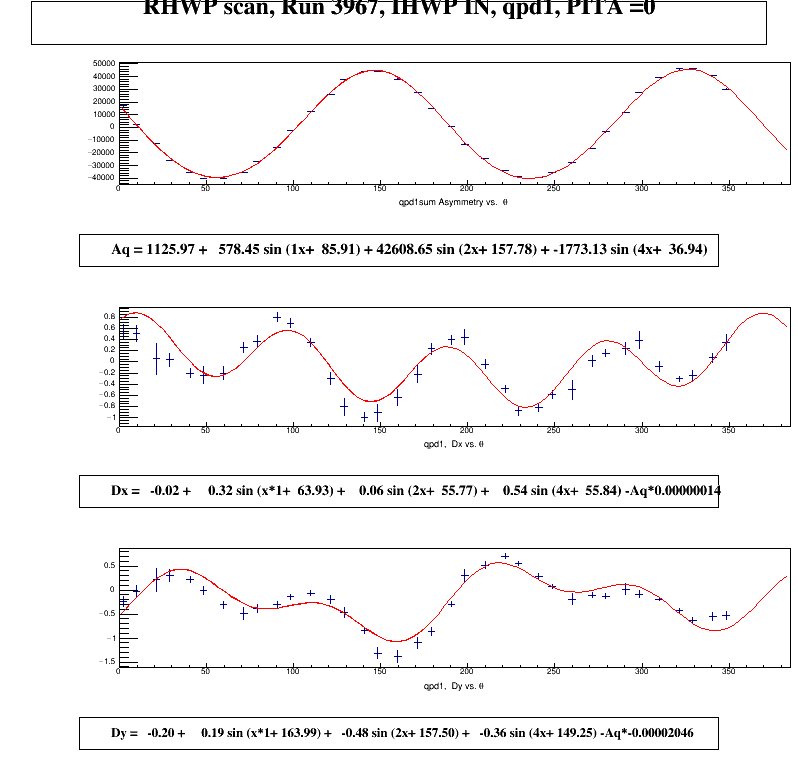 RHWP scan, Run 3967, IHWP IN, qpd1, PITA =0
50000
40000
30000
20000
10000
0
−10000
−20000
−30000
−40000
0 50 100 150 200 250 300 350
qpd1sum Asymmetry vs. θ
Aq = 1125.97 + 578.45 sin (1x+ 85.91) + 42608.65 sin (2x+ 157.78) + -1773.13 sin (4x+ 36.94)
0.8
0.6
0.4
0.2
0
−0.2
−0.4
−0.6
−0.8
−1
0 50 100 150 200 250 300 350
qpd1, Dx vs. θ
Dx = -0.02 + 0.32 sin (x*1+ 63.93) + 0.06 sin (2x+ 55.77) + 0.54 sin (4x+ 55.84) -Aq*0.00000014
0.5
0
−0.5
−1
−1.5
0 50 100 150 200 250 300 350
qpd1, Dy vs. θ
Dy = -0.20 + 0.19 sin (x*1+ 163.99) + -0.48 sin (2x+ 157.50) + -0.36 sin (4x+ 149.25) -Aq*-0.00002046